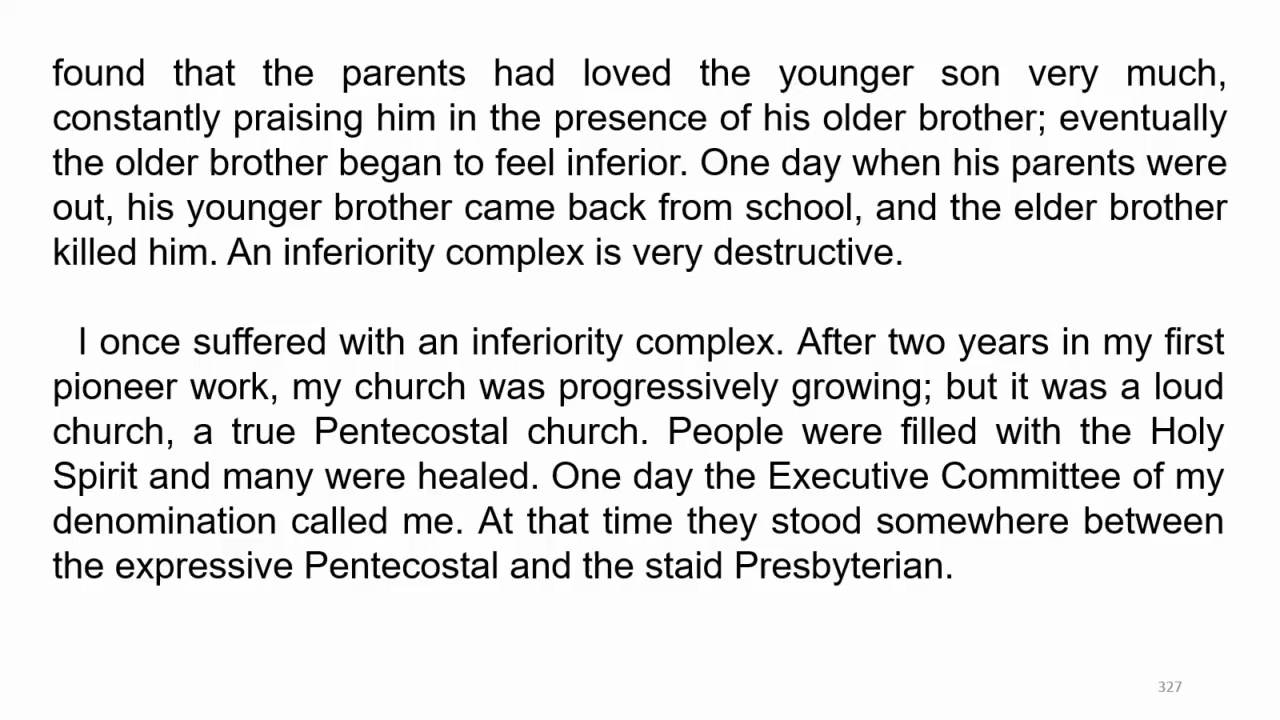 found that the parents had loved the younger son very much,
constantly praising him in the presence of his older brother; eventually
the older brother began to feel inferior. One day when his parents were
out, his younger brother came back from school, and the elder brother
killed him. An inferiority complex is very destructive.
I once suffered with an inferiority complex. After two years in my first
pioneer work, my church was progressively growing; but it was a loud
church, a true Pentecostal church. People were filled with the Holy
Spirit and many were healed. One day the Executive Committee of my
denomination called me. At that time they stood somewhere between
the expressive Pentecostal and the staid Presbyterian.
327